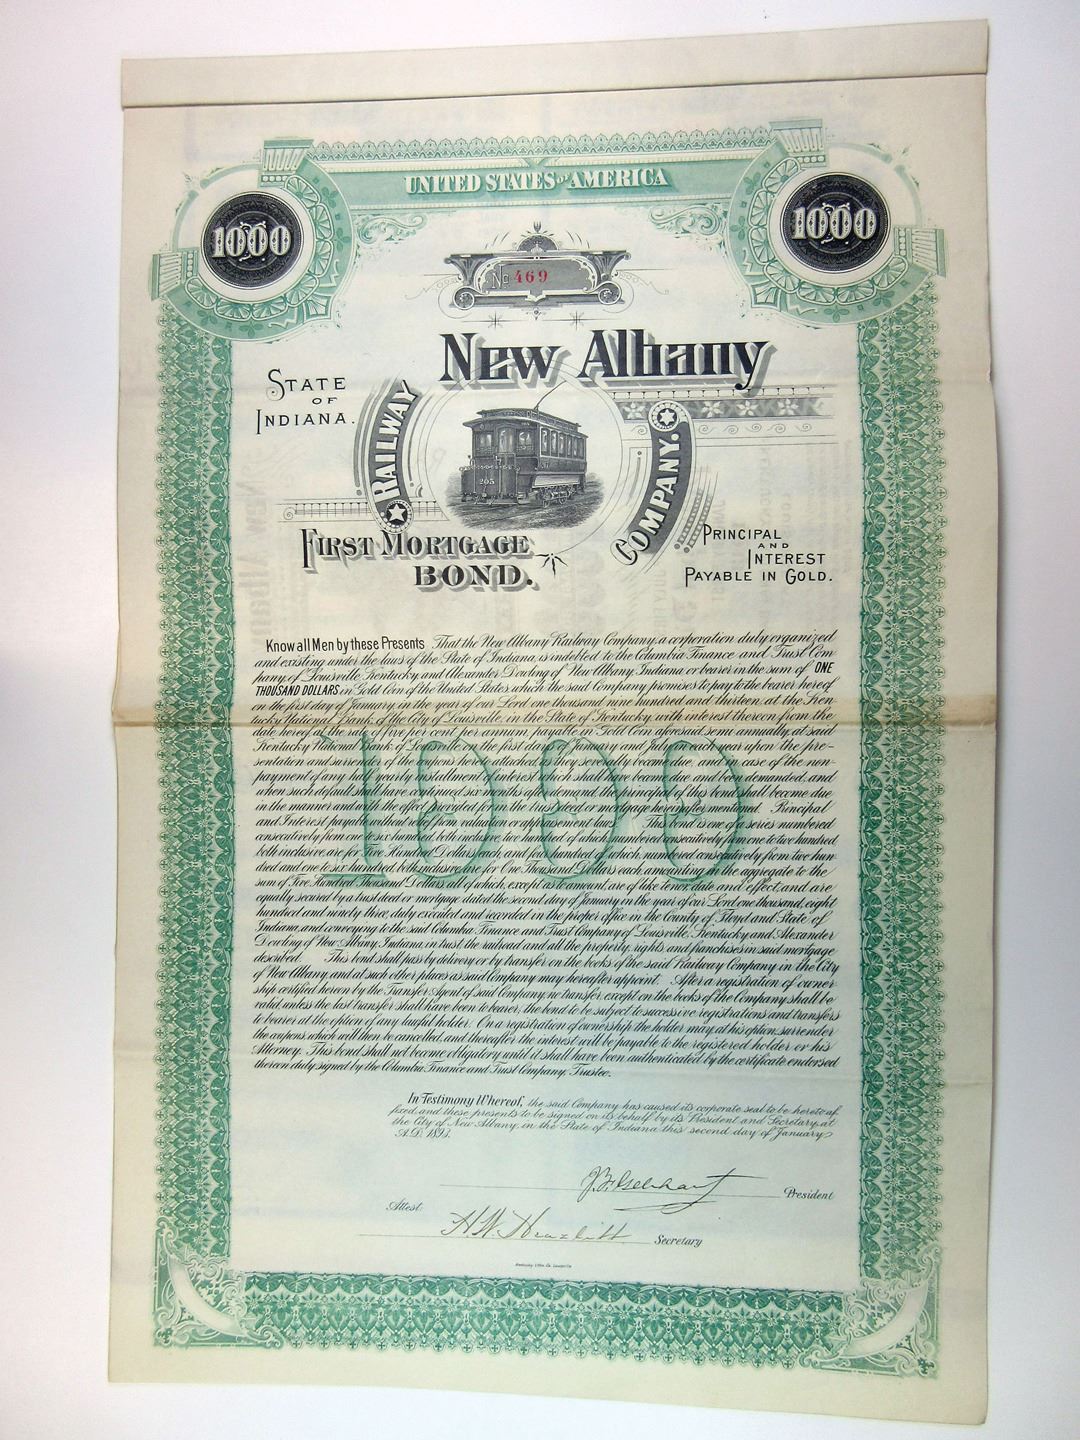 UNITED STATES OF AMERICA
1000
1000
No 469
New Albany
STATE
OF
INDIANA.
RAILWAY
COMPANY.
205
FIRST MORTGAGE
BOND.
PRINCIPAL
AND
INTEREST
PAYABLE IN GOLD.
Know all Men by these Presents That the New Albany Railway Company, a corporation duly organized
and existing under the laws of the State of Indiana, is indebted to the Columbia Finance and Trust Com
pany of Louisville, Kentucky and Alexander Dowling of New Albany, Indiana or bearer in the sum of ONE
THOUSAND DOLLARS in Gold Coin of the United States, which the said Company promises to pay to the bearer hereof
on the first day of January, in the year of our Lord one thousand nine hundred and thirteen, at the Ken
tucky National Bank, of the City of Louisville, in the State of Kentucky, with interest thereon from the
date hereof at the rate of five per cent per annum, payable in Gold Coin aforesaid, semi annually, at said
Kentucky National Bank of Louisville on the first days of January and July in each year upon the pre-
sentation and surrender of the coupons hereto attached, as they severally become due, and in case of the non-
payment of any half yearly installment of interest which shall have become due and been demanded, and
when such default shall have continued six months after demand, the principal of this bond shall become due
in the manner and with the effect provided for in the trust deed or mortgage hereinafter mentioned. Principal
and Interest payable without relief from valuation or appraisement laws. This bond is one of a series numbered
consecutively from one to six hundred, both inclusive, two hundred of which, numbered consecutively from one to two hundred
both inclusive, are for Five Hundred Dollars each, and four hundred of which, numbered consecutively from two hun
dred and one to six hundred, both inclusive, are for One Thousand Dollars each, amounting in the aggregate to the
sum of Five Hundred Thousand Dollars, all of which, except as to amount, are of like tenor, date and effect, and are
equally secured by a trust deed or mortgage dated the second day of January in the year of our Lord one thousand, eight
hundred and ninety three, duly executed and recorded in the proper office in the County of Floyd and State of
Indiana, and conveying to the said Columbia Finance and Trust Company of Louisville, Kentucky and Alexander
Dowling of New Albany, Indiana, in trust, the railroad and all the property, rights and franchises in said mortgage
described. This bond shall pass by delivery or by transfer on the books of the said Railway Company in the City
of New Albany, and at such other places as said Company may hereafter appoint. After a registration of owner
ship certified hereon by the Transfer Agent of said Company, no transfer, except on the books of the Company shall be
valid unless the last transfer shall have been to bearer, the bond to be subject to successive registrations and transfers
to bearer at the option of any lawful holder. On a registration of ownership the holder may at his option, surrender
the coupons, which will then be cancelled, and thereafter the interest will be payable to the registered holder or his
Attorney. This bond shall not become obligatory until it shall have been authenticated by the certificate endorsed
thereon duly signed by the Columbia Finance and Trust Company, Trustee.
1000
In Testimony Whereof, the said Company has caused its corporate seal to be hereto af
fixed, and these presents to be signed on its behalf by its President and Secretary, at
the City of New Albany, in the State of Indiana this second day of January
A.D. 1893.
President
Attest
H. W. Hazlitt
Secretary
Kentucky Litho. Co. Louisville